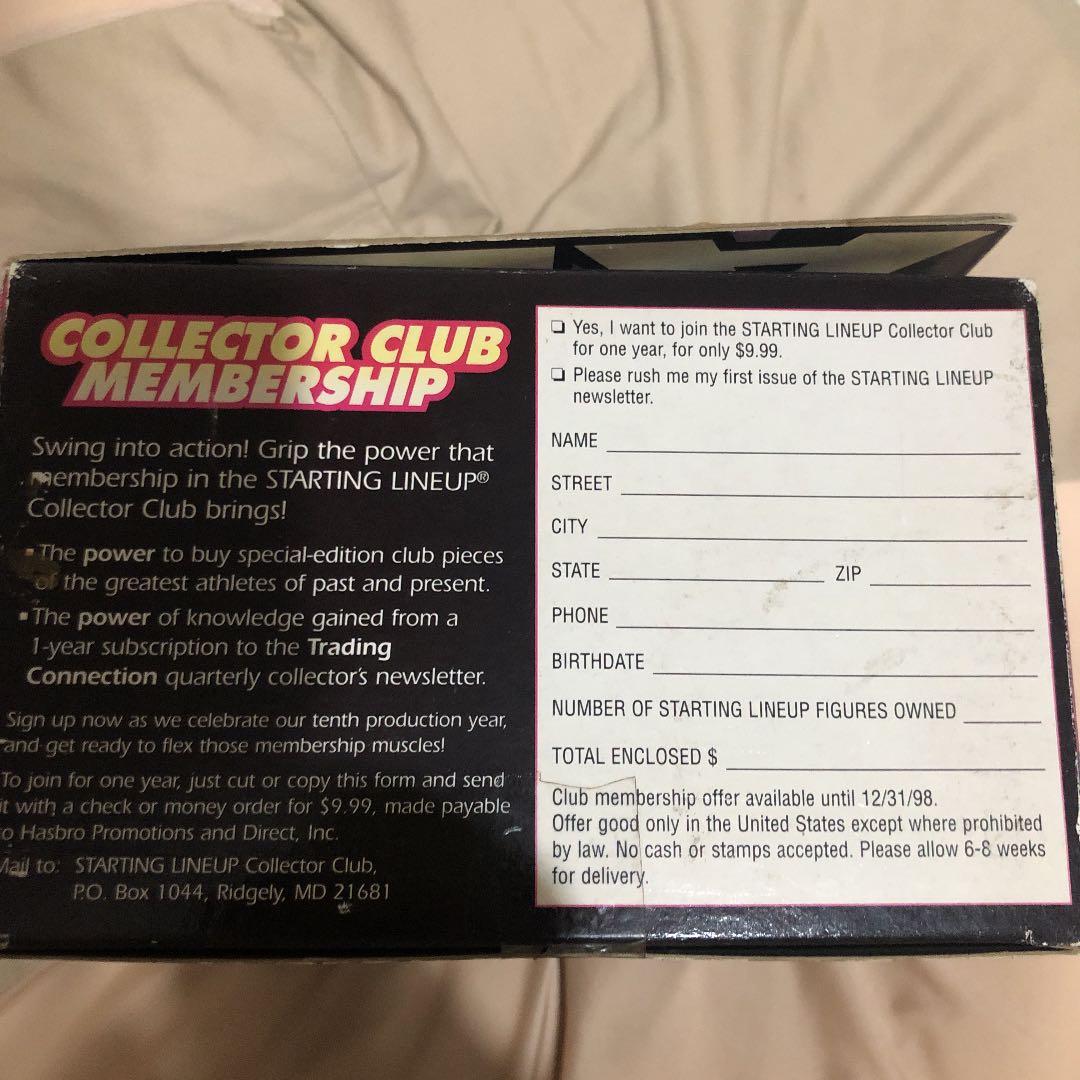 COLLECTOR CLUB
MEMBERSHIP
Swing into action! Grip the power that
membership in the STARTING LINEUP®
Collector Club brings!
▪ The power to buy special-edition club pieces
of the greatest athletes of past and present.
▪ The power of knowledge gained from a
1-year subscription to the Trading
Connection quarterly collector's newsletter.
Sign up now as we celebrate our tenth production year,
and get ready to flex those membership muscles!
To join for one year, just cut or copy this form and send
it with a check or money order for $9.99, made payable
to Hasbro Promotions and Direct, Inc.
Mail to: STARTING LINEUP Collector Club,
P.O. Box 1044, Ridgely, MD 21681
❏ Yes, I want to join the STARTING LINEUP Collector Club
for one year, for only $9.99.
❏ Please rush me my first issue of the STARTING LINEUP
newsletter.
NAME
STREET
CITY
STATE ZIP
PHONE
BIRTHDATE
NUMBER OF STARTING LINEUP FIGURES OWNED
TOTAL ENCLOSED $
Club membership offer available until 12/31/98.
Offer good only in the United States except where prohibited
by law. No cash or stamps accepted. Please allow 6-8 weeks
for delivery.